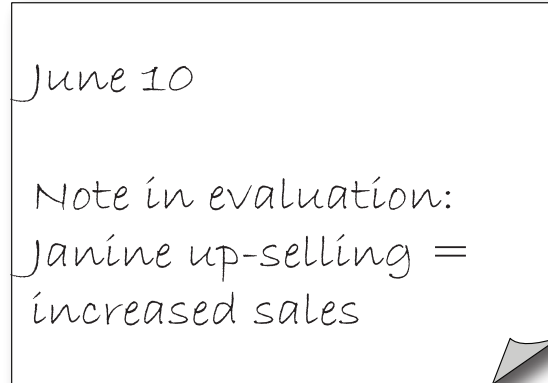 June 10
Note in evaluation:
Janine up-selling =
increased sales